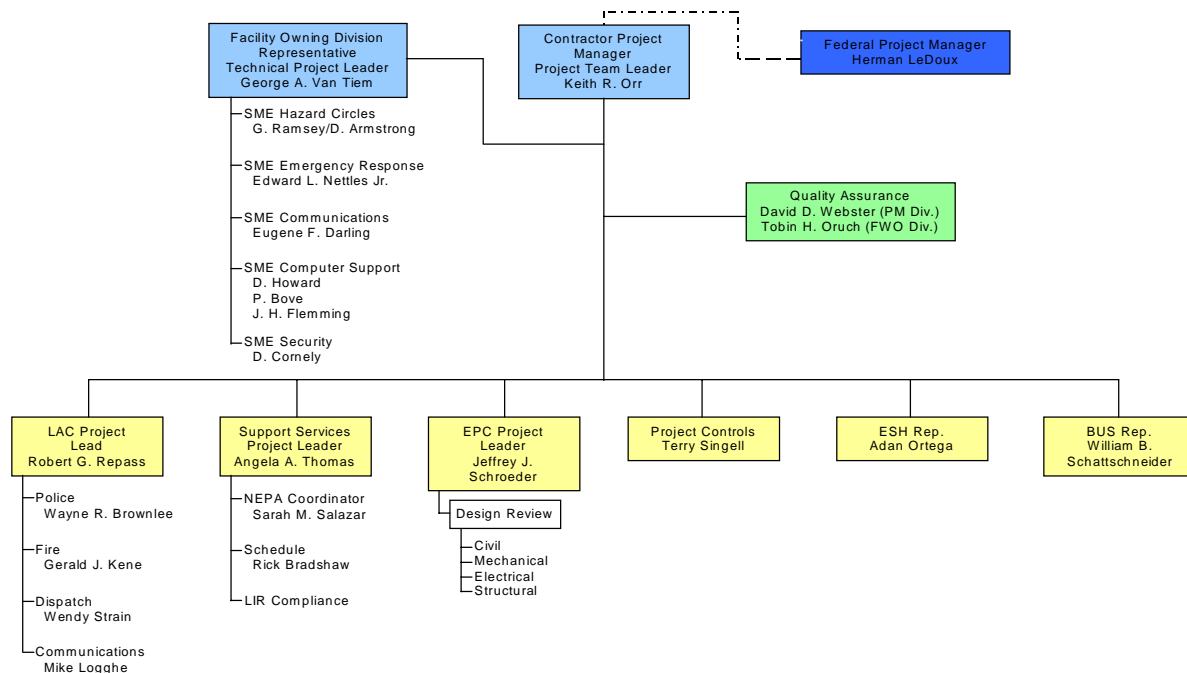 Facility Owning Division
Representative
Technical Project Leader
George A. Van Tiem
Contractor Project
Manager
Project Team Leader
Keith R. Orr
Federal Project Manager
Herman LeDoux
SME Hazard Circles
G. Ramsey/D. Armstrong
SME Emergency Response
Edward L. Nettles Jr.
SME Communications
Eugene F. Darling
SME Computer Support
D. Howard
P. Bove
J. H. Flemming
SME Security
D. Cornely
Quality Assurance
David D. Webster (PM Div.)
Tobin H. Oruch (FWO Div.)
LAC Project
Lead
Robert G. Repass
Police
Wayne R. Brownlee
Fire
Gerald J. Kene
Dispatch
Wendy Strain
Communications
Mike Logghe
Support Services
Project Leader
Angela A. Thomas
NEPA Coordinator
Sarah M. Salazar
Schedule
Rick Bradshaw
LIR Compliance
EPC Project
Leader
Jeffrey J.
Schroeder
Design Review
Civil
Mechanical
Electrical
Structural
Project Controls
Terry Singell
ESH Rep.
Adan Ortega
BUS Rep.
William B.
Schattschneider